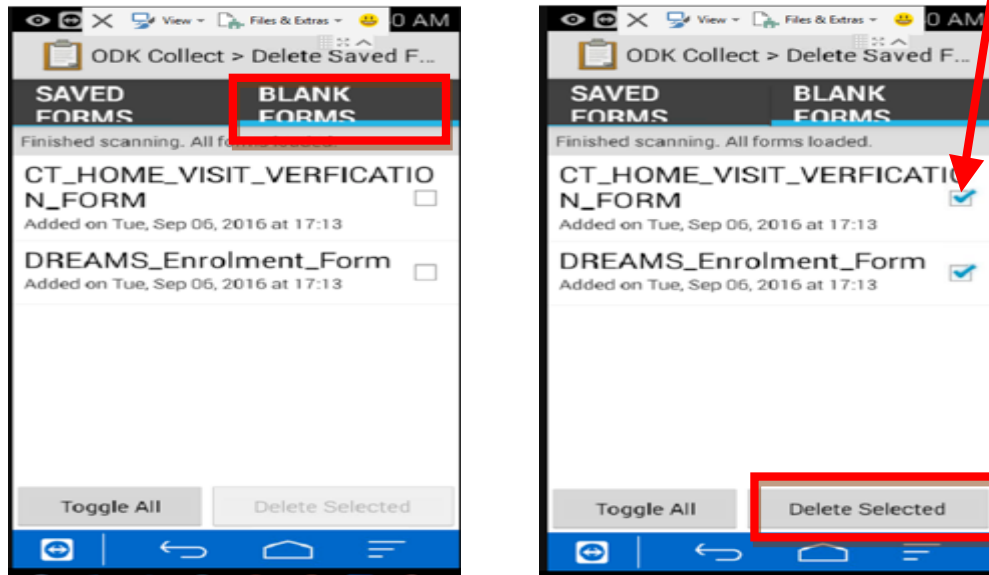 View Files & Extras 0 AM
ODK Collect > Delete Saved F...
SAVED FORMS
BLANK FORMS
Finished scanning. All forms loaded.
CT_HOME_VISIT_VERFICATIO
N_FORM
Added on Tue, Sep 06, 2016 at 17:13
DREAMS_Enrolment_Form
Added on Tue, Sep 06, 2016 at 17:13
Toggle All Delete Selected
View Files & Extras 0 AM
ODK Collect > Delete Saved F...
SAVED FORMS
BLANK FORMS
Finished scanning. All forms loaded.
CT_HOME_VISIT_VERFICATIO
N_FORM
Added on Tue, Sep 06, 2016 at 17:13
DREAMS_Enrolment_Form
Added on Tue, Sep 06, 2016 at 17:13
Toggle All Delete Selected